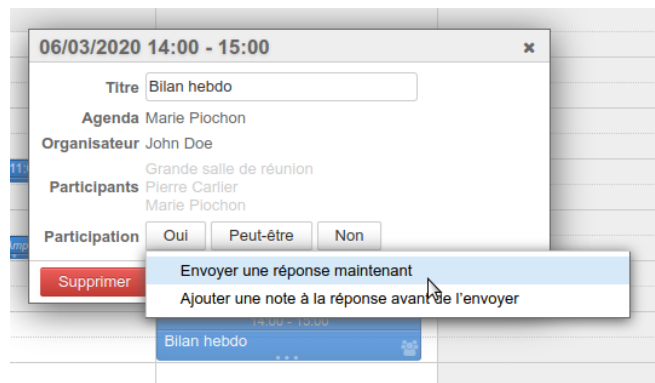 06/03/2020 14:00 - 15:00
Titre Bilan hebdo
Agenda Marie Piochon
Organisateur John Doe
Grande salle de réunion
Participants Pierre Carlier
Marie Piochon
Participation Oui Peut-être Non
Envoyer une réponse maintenant
Supprimer
Ajouter une note à la réponse avant de l'envoyer
14:00 - 15:00
Bilan hebdo